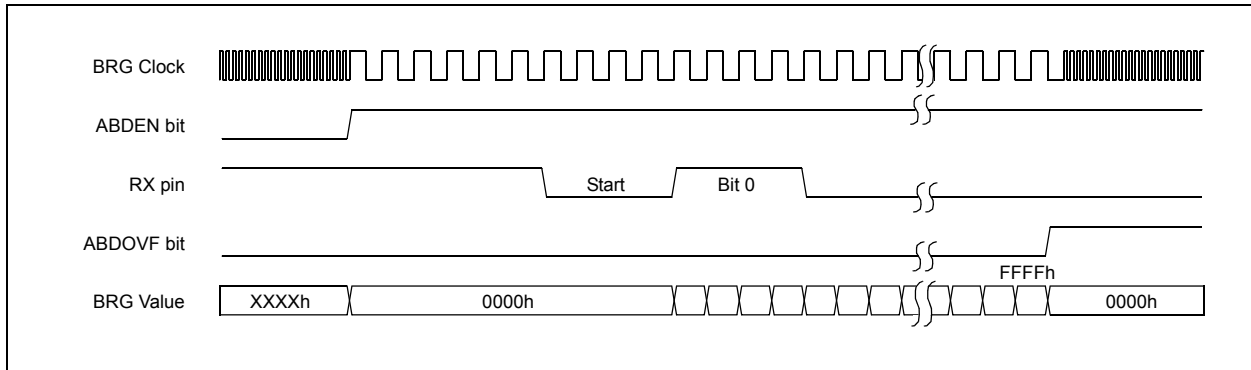 BRG Clock
ABDEN bit
RX pin
Start
Bit 0
ABDOVF bit
FFFFh
BRG Value
XXXXh
0000h
0000h